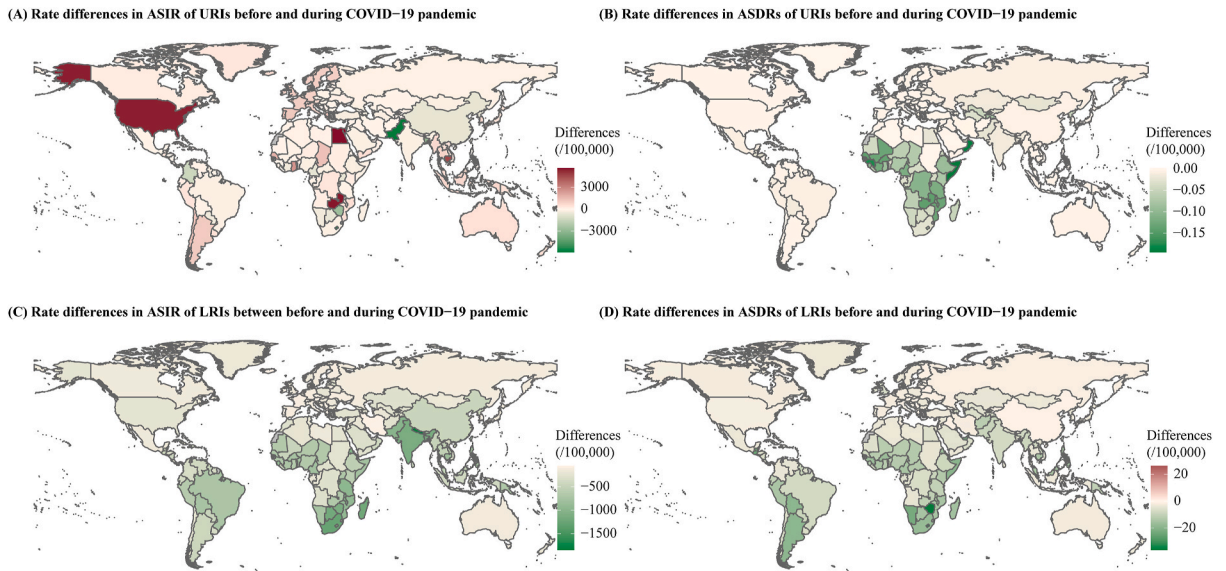 (A) Rate differences in ASIR of URIs before and during COVID−19 pandemic
Differences
(/100,000)
3000
0
−3000
(B) Rate differences in ASDRs of URIs before and during COVID−19 pandemic
Differences
(/100,000)
0.00
−0.05
−0.10
−0.15
(C) Rate differences in ASIR of LRIs between before and during COVID−19 pandemic
Differences
(/100,000)
−500
−1000
−1500
(D) Rate differences in ASDRs of LRIs before and during COVID−19 pandemic
Differences
(/100,000)
20
0
−20